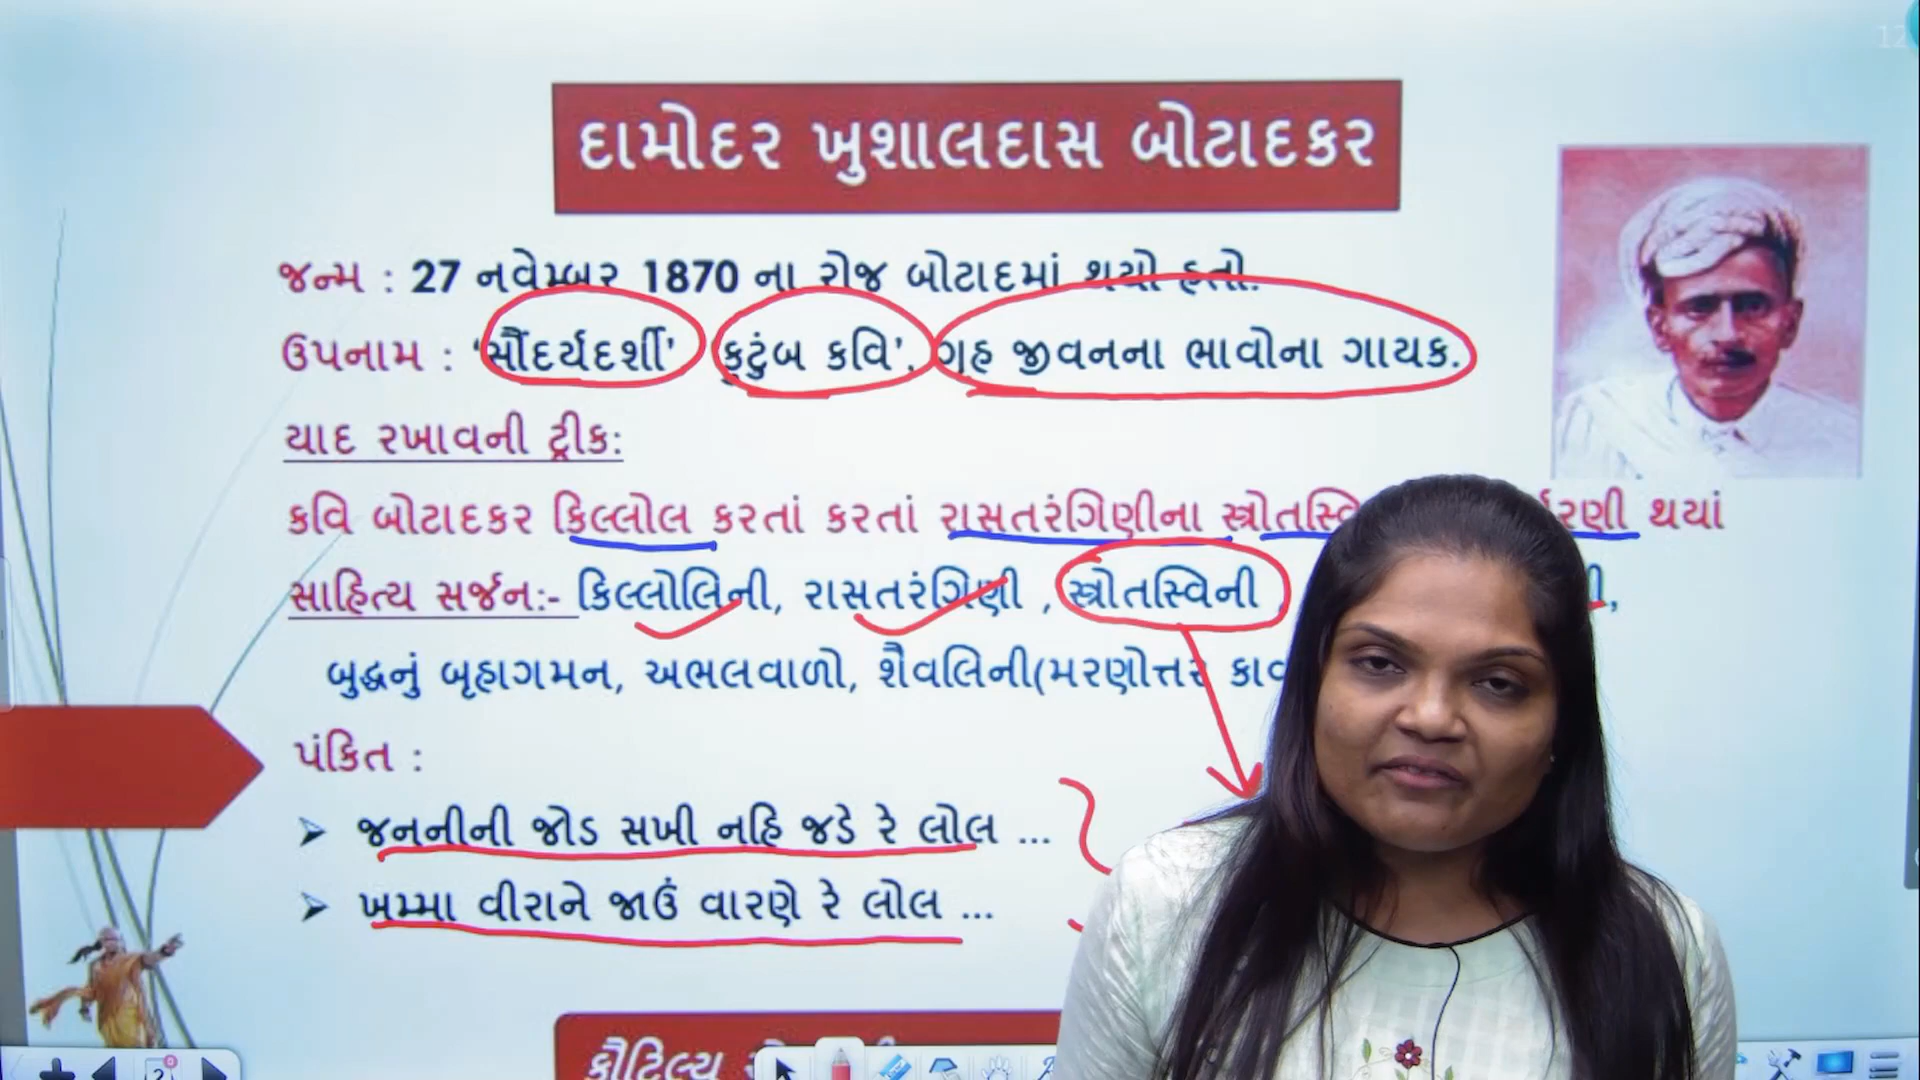 દામોદર ખુશાલદાસ બોટાદકર
જન્મ : 27 નવેમ્બર 1870 ના રોજ બોટાદમાં થયો હતો.
ઉપનામ : 'સૌંદર્યદર્શી' કુટુંબ કવિ', ગૃહ જીવનના ભાવોના ગાયક.
યાદ રખાવની ટ્રીક:
કવિ બોટાદકર કિલ્લોલ કરતાં કરતાં રાસતરંગિણીના થયાં
સાહિત્ય સર્જન:- કિલ્લોલિની, રાસતરંગિણી , સ્ત્રોતસ્વિની ,
બુદ્ધનું બૃહાગમન, અભલવાળો, શૈવલિની(મરણોત્તર
પંકિત :
➢ જનનીની જોડ સખી નહિ જડે રે લોલ ...
➢ ખમ્મા વીરાને જાઉં વારણે રે લોલ ...
કૌટિલ્ય